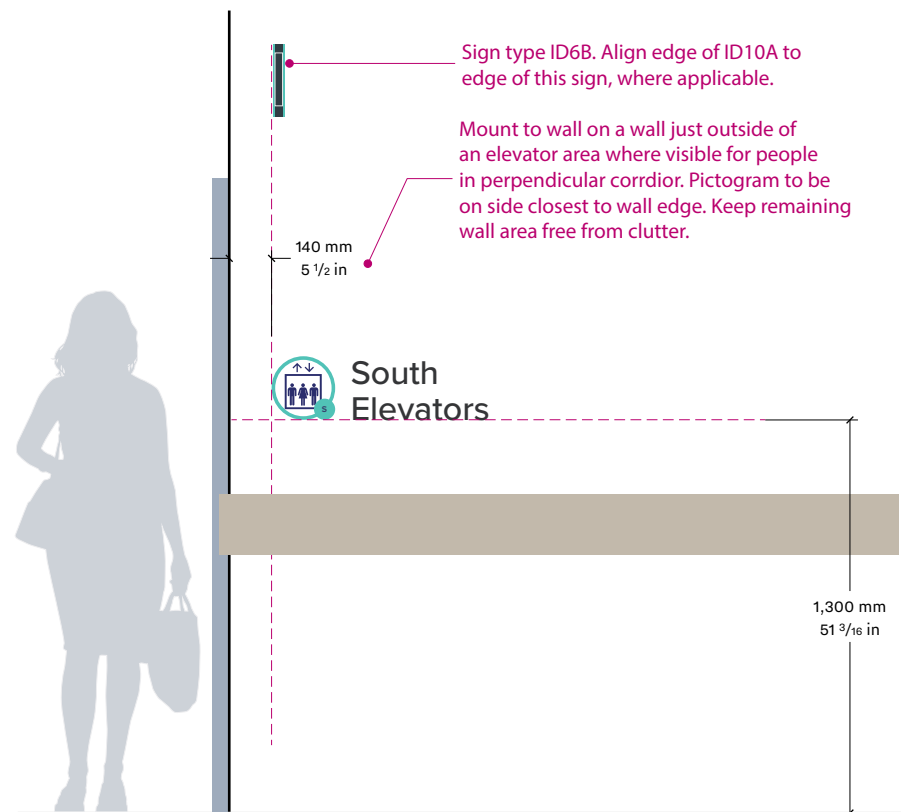 Sign type ID6B. Align edge of ID10A to
edge of this sign, where applicable.
Mount to wall on a wall just outside of
an elevator area where visible for people
in perpendicular corrdior. Pictogram to be
on side closest to wall edge. Keep remaining
wall area free from clutter.
140 mm
5 1/2 in
South
Elevators
S
1,300 mm
51 3/16 in